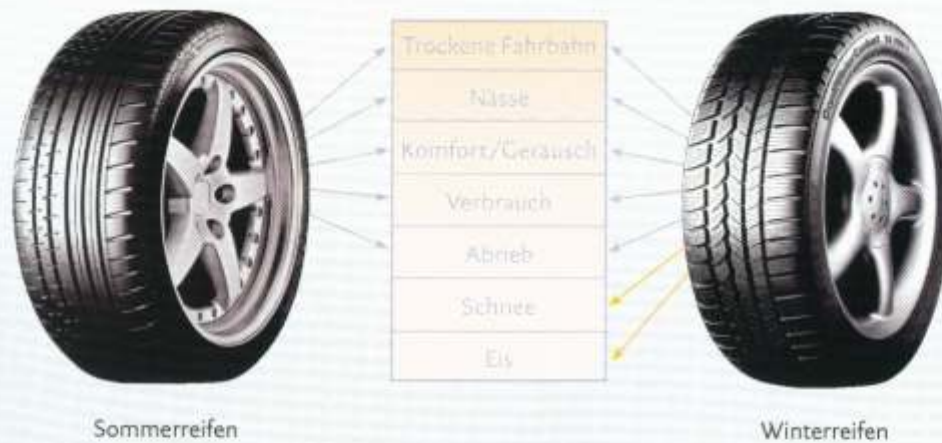 Trockene Fahrbahn
Nässe
Komfort/Geräusch
Verbrauch
Abrieb
Schnee
Eis
Sommerreifen
Winterreifen